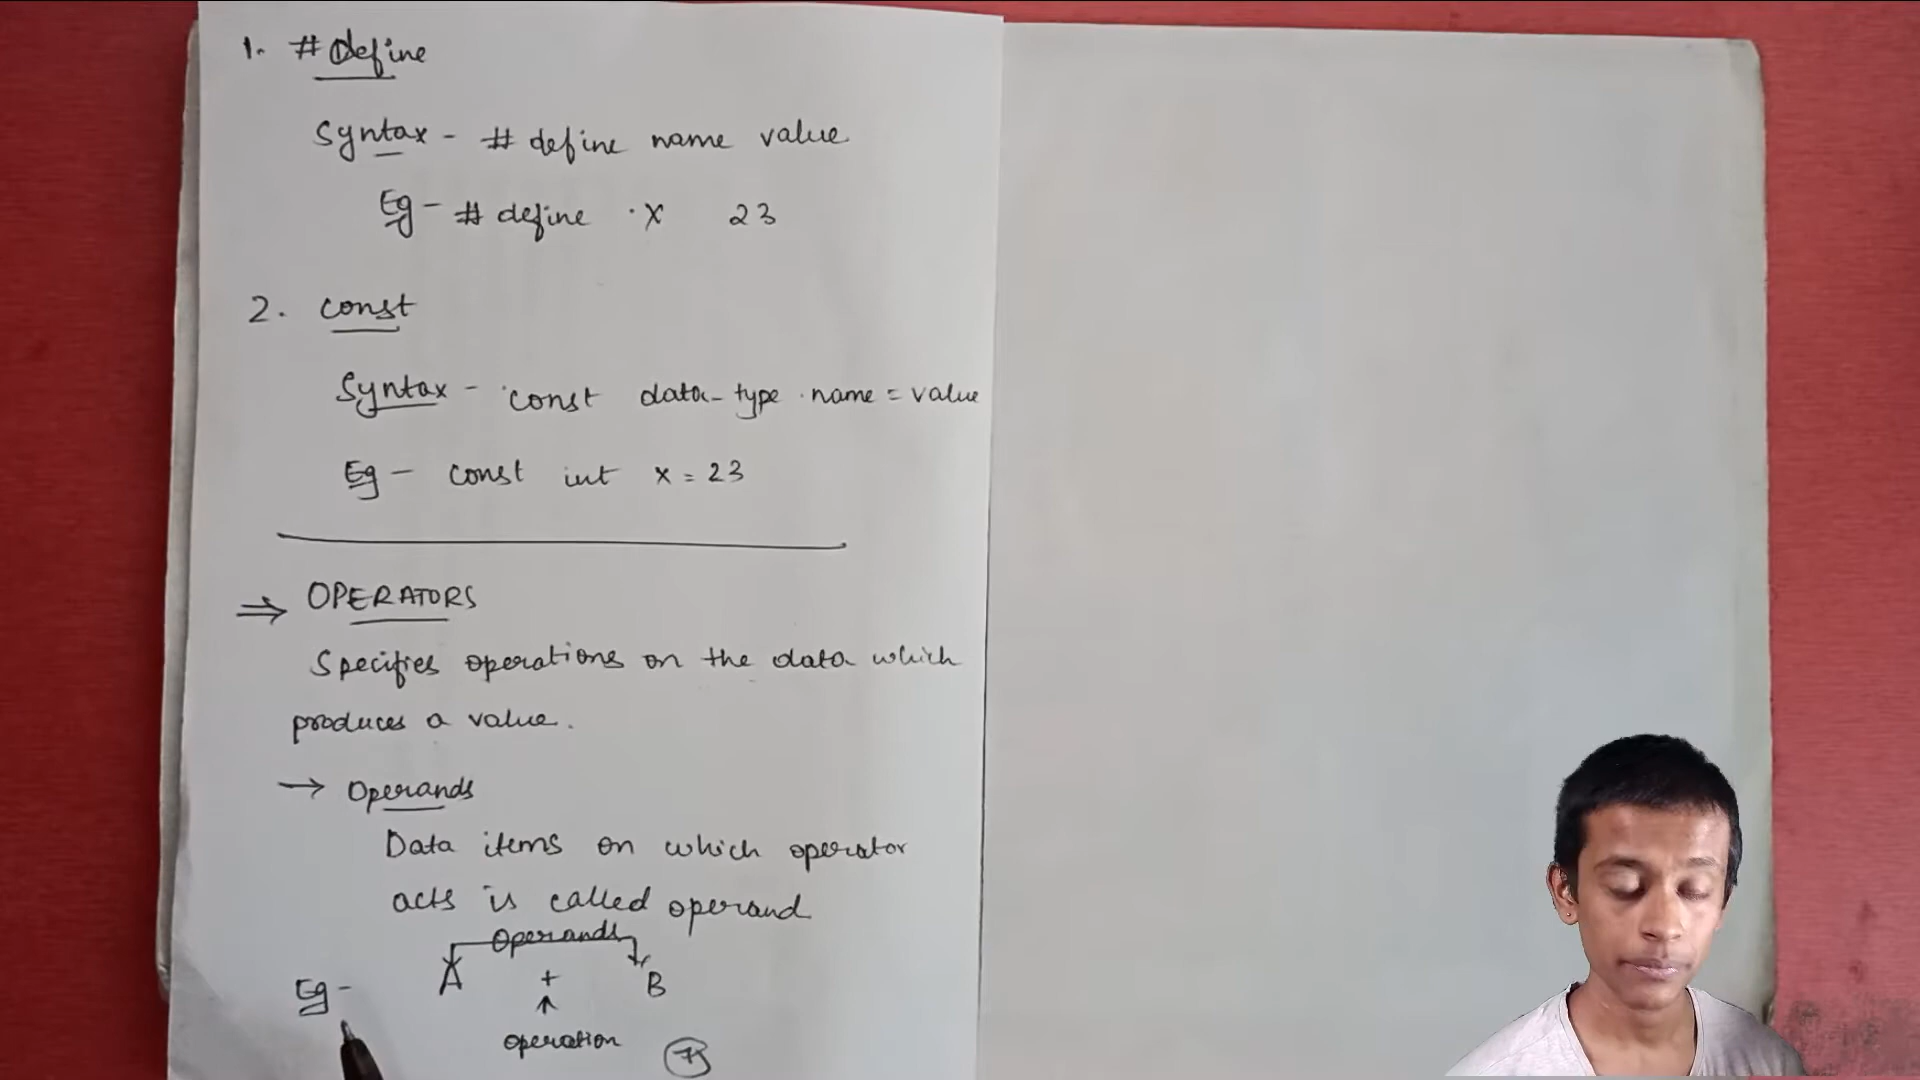 1. # Define
Syntax - # define name value
Eg - # define X 23
2. const
Syntax - const data-type name = value
Eg - const int x = 23
⇒ OPERATORS
Specifies operations on the data which
produces a value.
→ Operands
Data items on which operator
acts is called operand
Operands
Eg - A + B
↑
operation
7